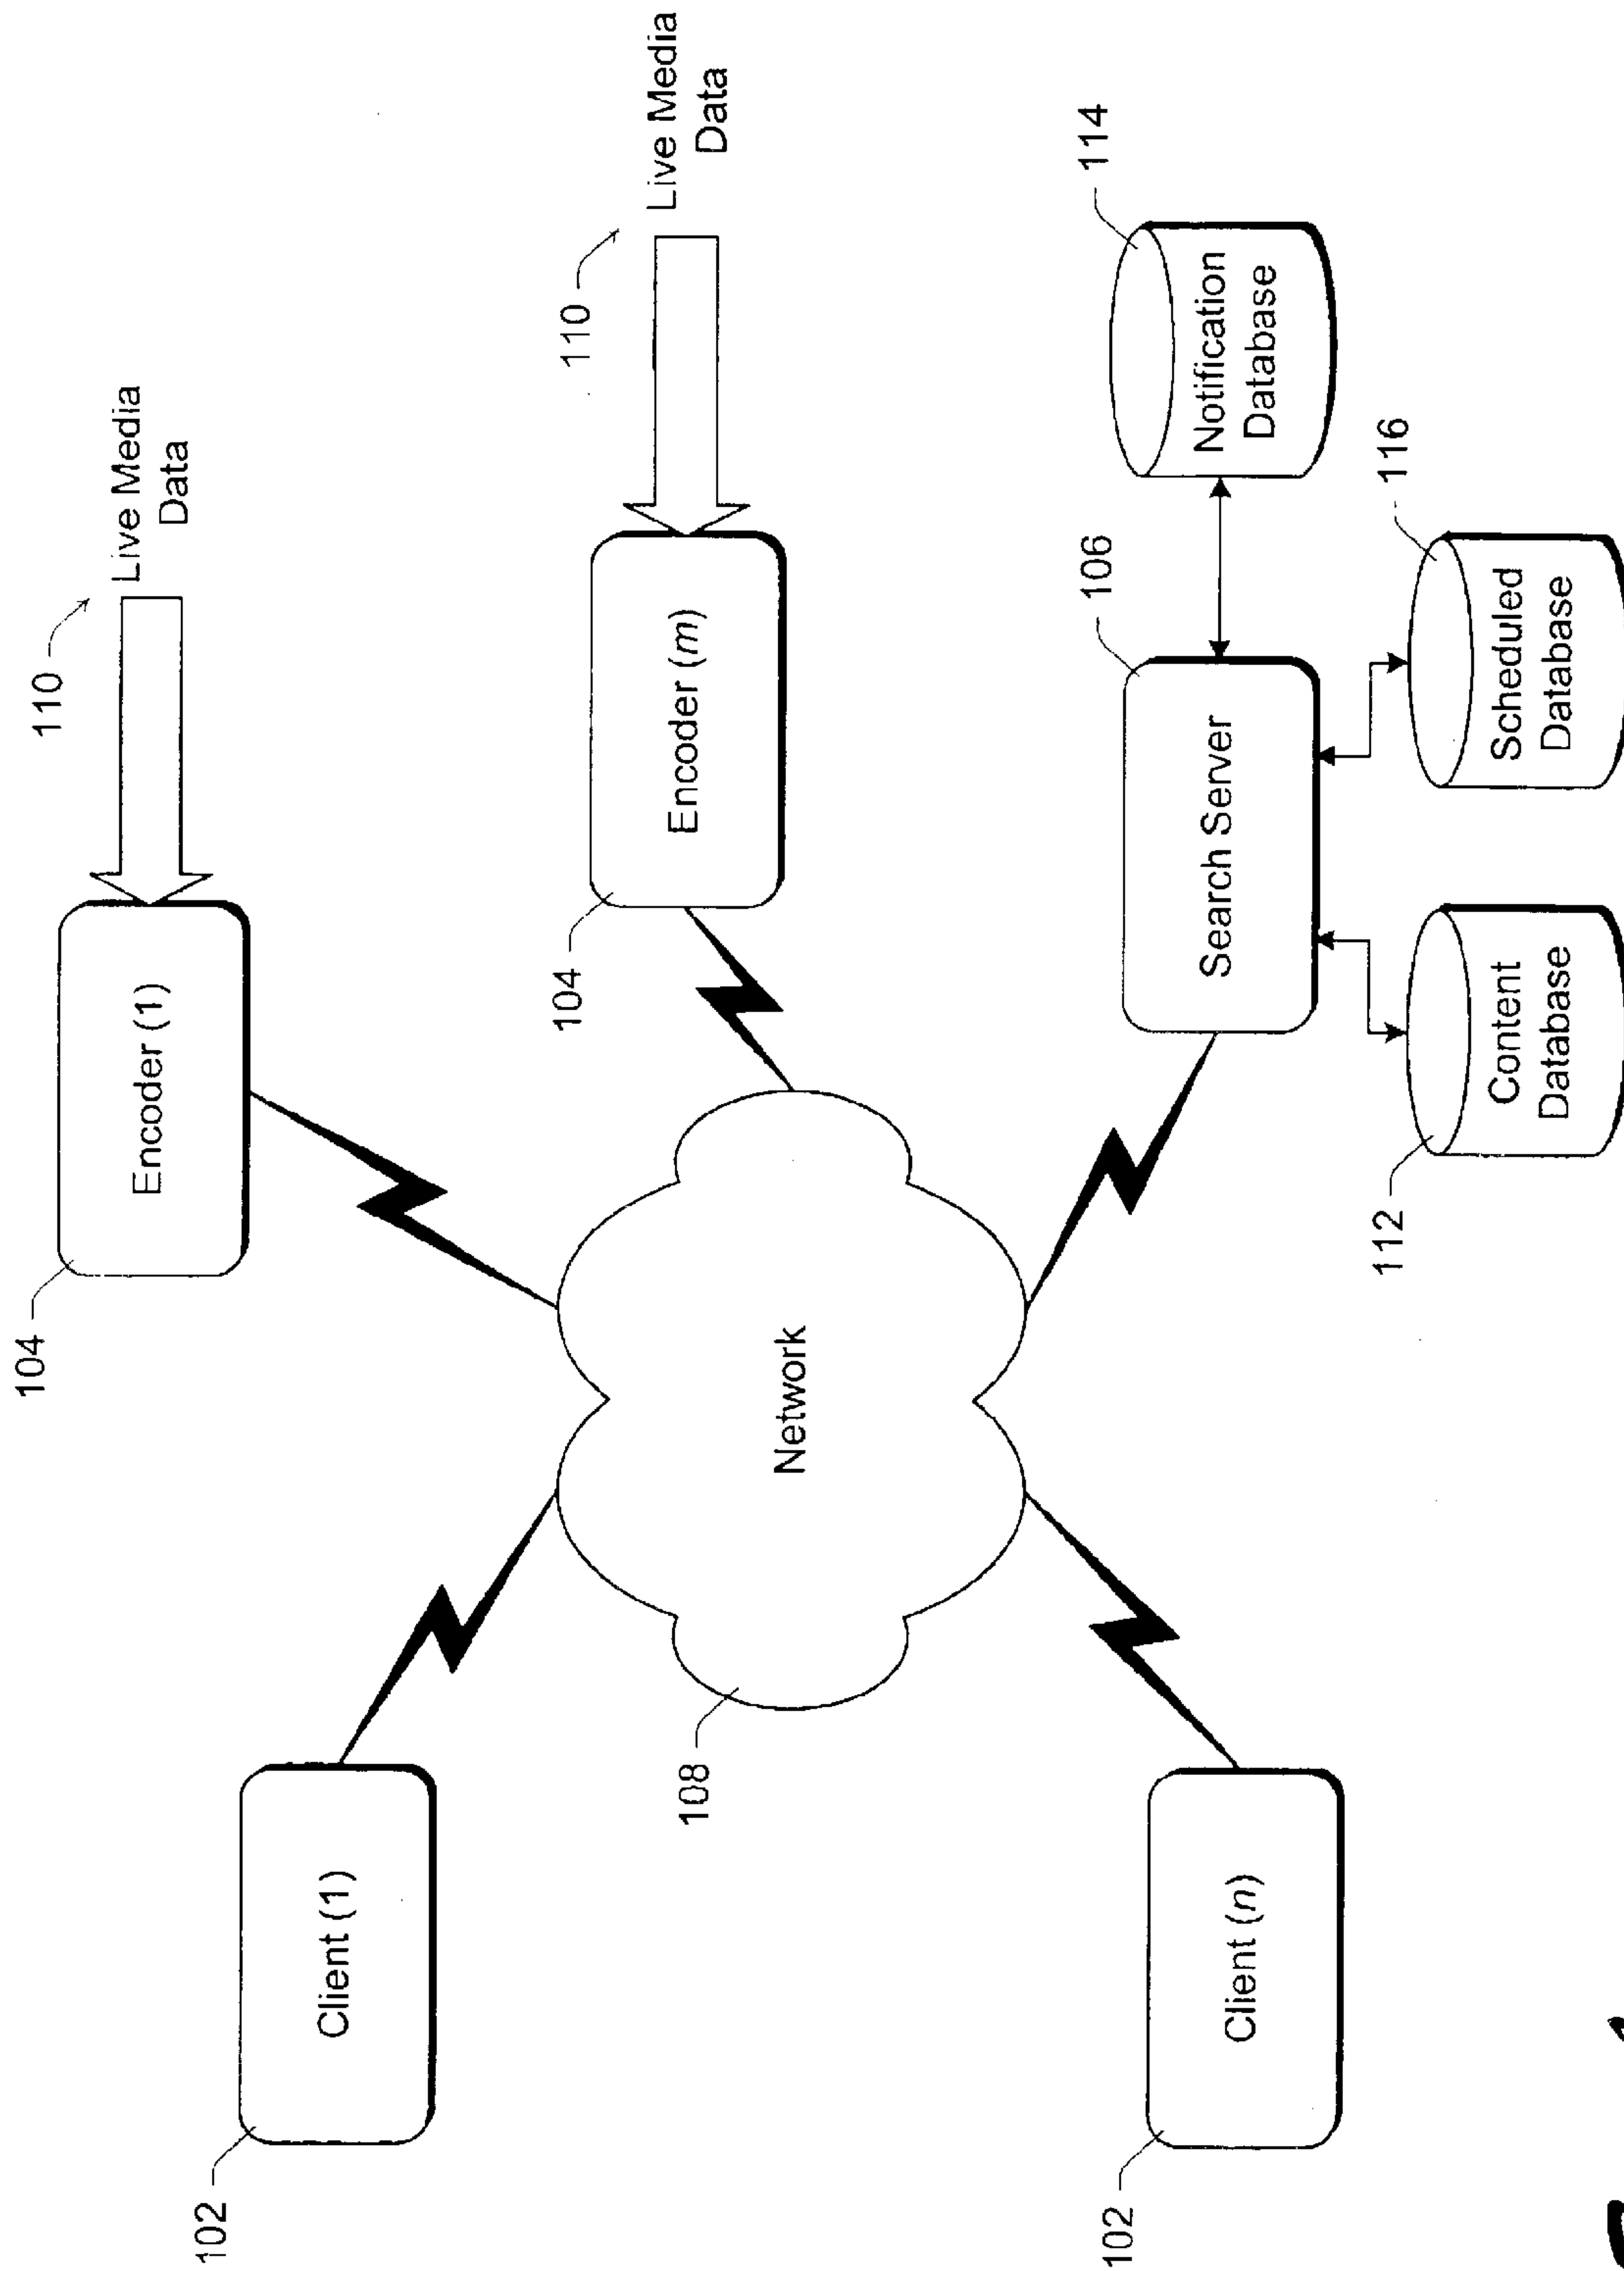 110
Live Media
Data
104
Encoder (1)
110
Live Media
Data
102
Client (1)
104
Encoder (m)
108
Network
106
114
Search Server
Notification
Database
102
Client (n)
112
116
Content
Database
Scheduled
Database